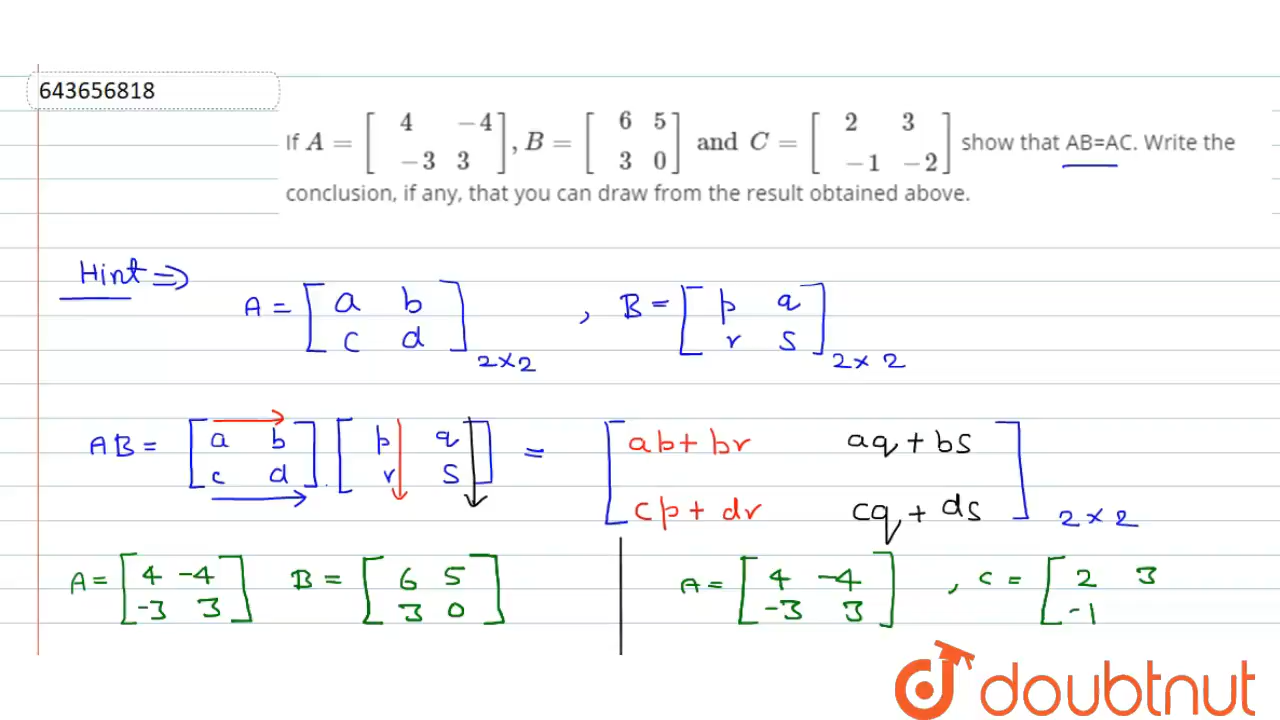 643656818
If A = [ 4 −4 ; −3 3 ], B = [ 6 5 ; 3 0 ] and C = [ 2 3 ; −1 −2 ] show that AB=AC. Write the
conclusion, if any, that you can draw from the result obtained above.
Hint ⇒
A = [ a b ; c d ] 2×2 , B = [ p q ; r s ] 2×2
AB = [ a b ; c d ] . [ p q ; r s ] = [ ap + br aq + bs ; cp + dr cq + ds ] 2×2
A = [ 4 -4 ; -3 3 ] B = [ 6 5 ; 3 0 ] A = [ 4 -4 ; -3 3 ] , C = [ 2 3 ; -1
doubtnut